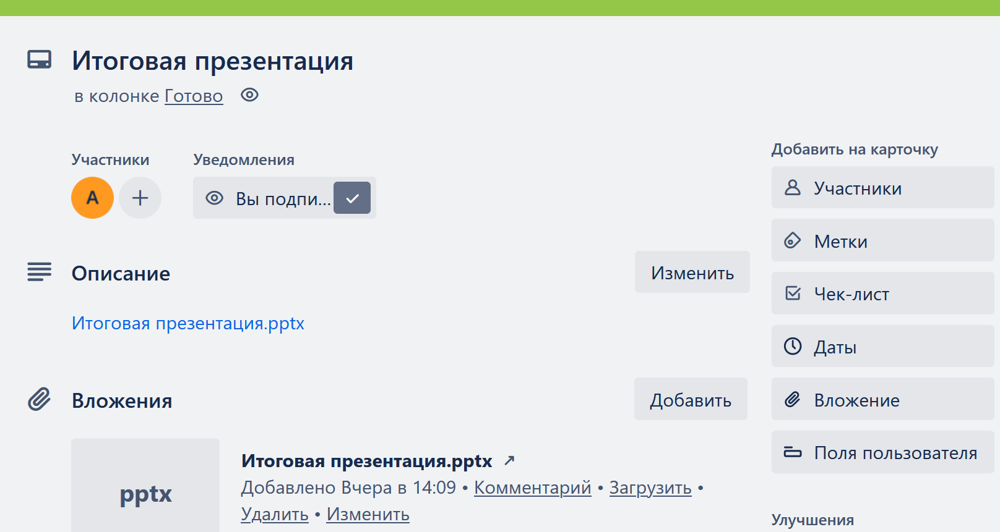 Итоговая презентация
в колонке Готово
Участники
Уведомления
А
Вы подпи...
Описание
Изменить
Итоговая презентация.pptx
Вложения
Добавить
pptx
Итоговая презентация.pptx
Добавлено Вчера в 14:09 • Комментарий • Загрузить •
Удалить • Изменить
Добавить на карточку
Участники
Метки
Чек-лист
Даты
Вложение
Поля пользователя
Улучшения